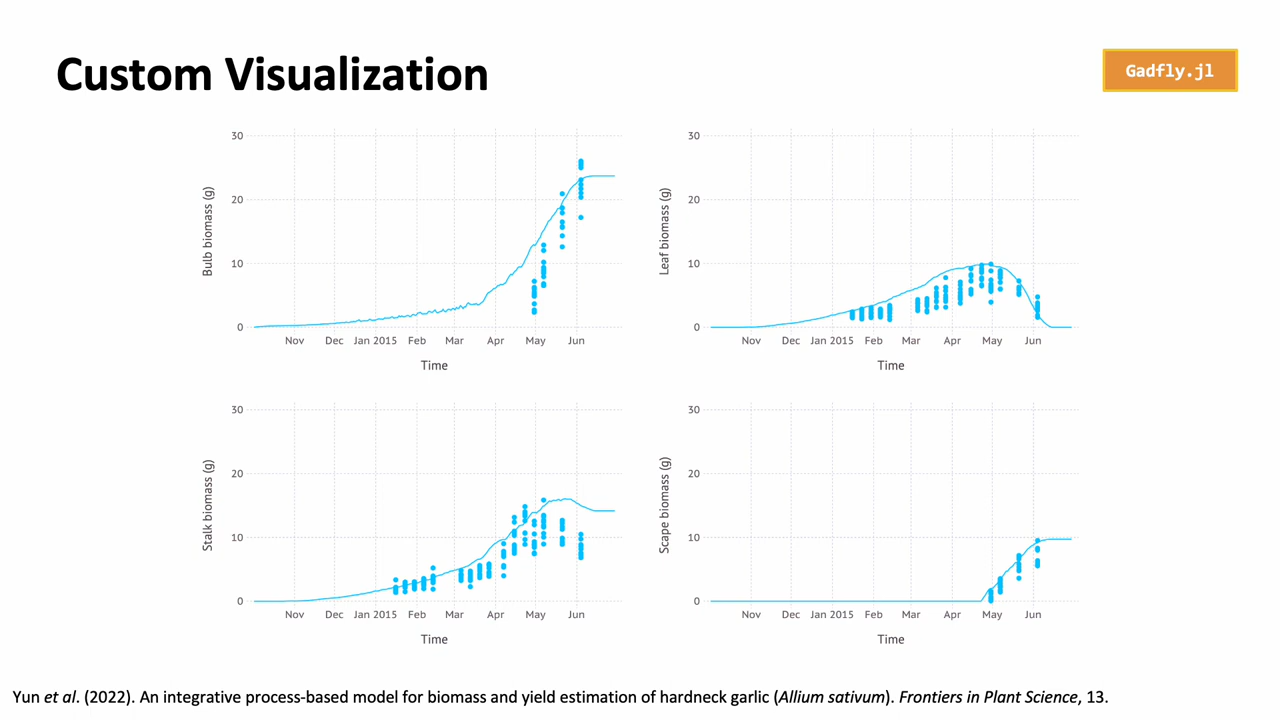 Custom Visualization
Gadfly.jl
30
20
10
0
Bulb biomass (g)
Nov Dec Jan 2015 Feb Mar Apr May Jun
Time
30
20
10
0
Leaf biomass (g)
Nov Dec Jan 2015 Feb Mar Apr May Jun
Time
30
20
10
0
Stalk biomass (g)
Nov Dec Jan 2015 Feb Mar Apr May Jun
Time
30
20
10
0
Scape biomass (g)
Nov Dec Jan 2015 Feb Mar Apr May Jun
Time
Yun et al. (2022). An integrative process-based model for biomass and yield estimation of hardneck garlic (Allium sativum). Frontiers in Plant Science, 13.